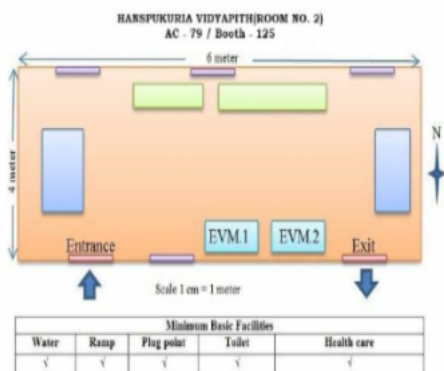 HANSPUKURIA VIDYAPITH(ROOM NO. 2)
AC - 79 / Booth - 125
6 meter
4 meter
N
EVM.1 EVM.2
Entrance Exit
Scale 1 cm = 1 meter
Minimum Basic Facilities
Water Ramp Plug point Toilet Health care
√ √ √ √ √